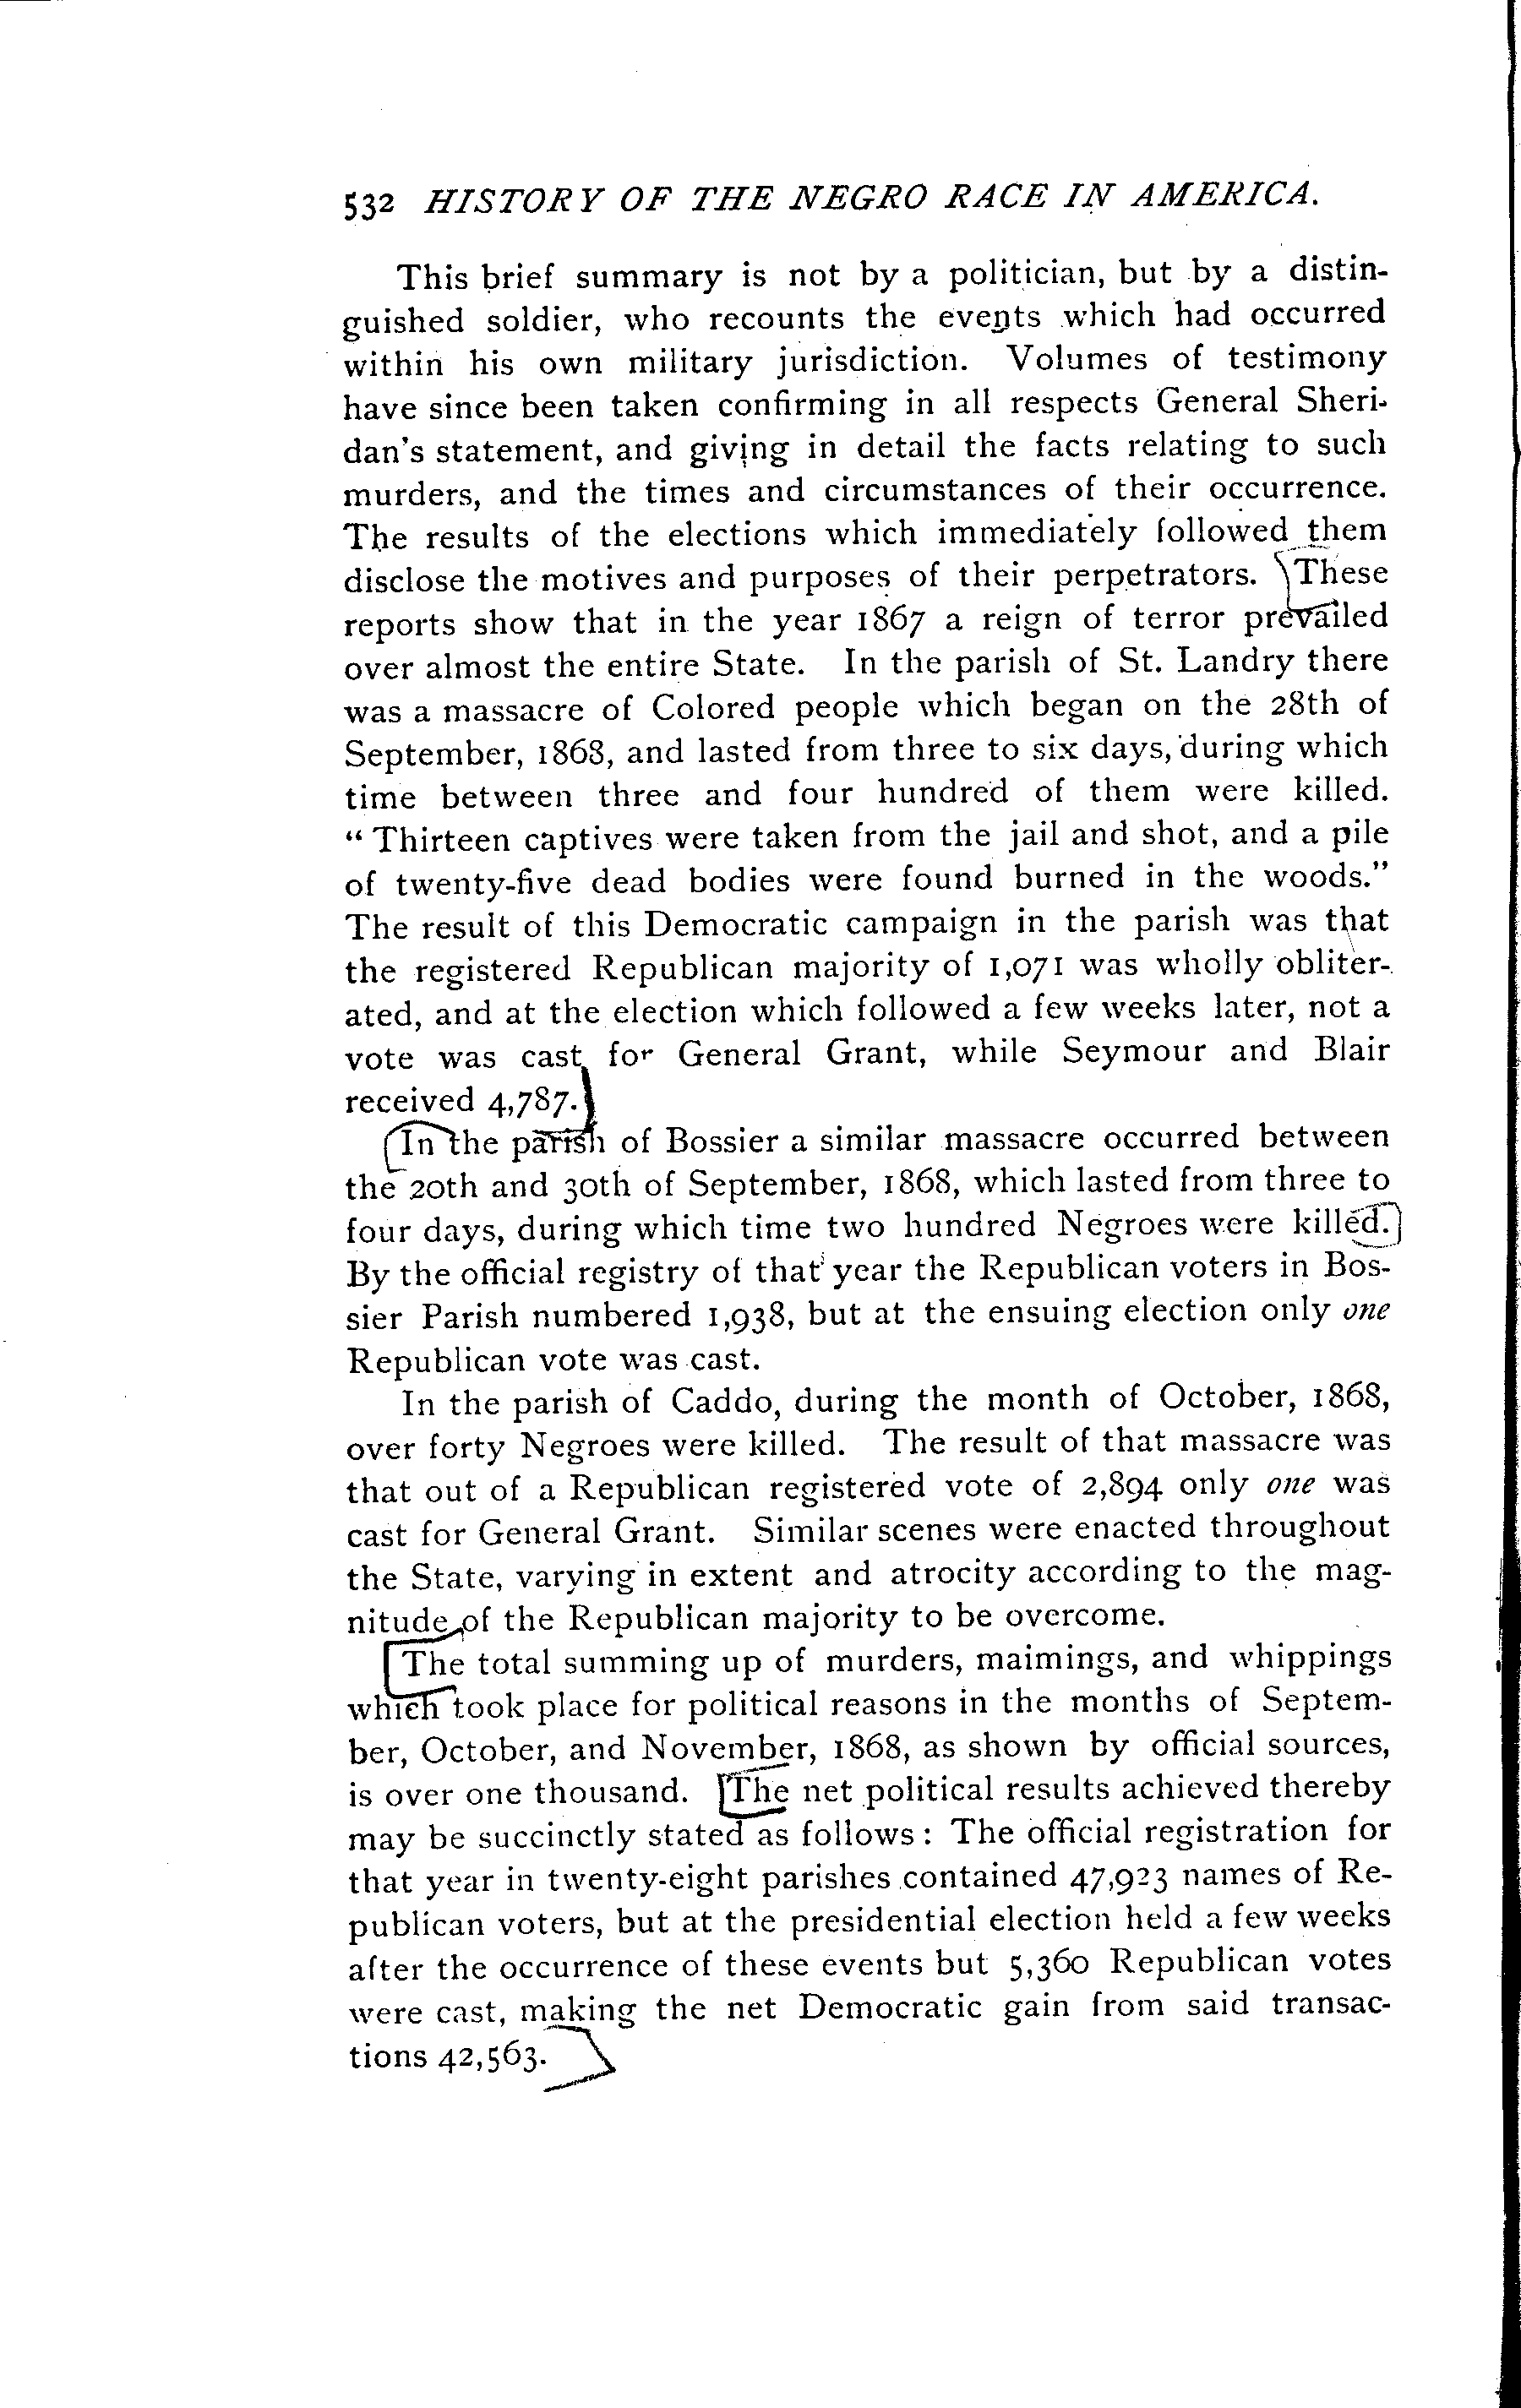 532 HISTORY OF THE NEGRO RACE IN AMERICA.
This brief summary is not by a politician, but by a distin-
guished soldier, who recounts the events which had occurred
within his own military jurisdiction. Volumes of testimony
have since been taken confirming in all respects General Sheri-
dan's statement, and giving in detail the facts relating to such
murders, and the times and circumstances of their occurrence.
The results of the elections which immediately followed them
disclose the motives and purposes of their perpetrators. These
reports show that in the year 1867 a reign of terror prevailed
over almost the entire State. In the parish of St. Landry there
was a massacre of Colored people which began on the 28th of
September, 1868, and lasted from three to six days, during which
time between three and four hundred of them were killed.
" Thirteen captives were taken from the jail and shot, and a pile
of twenty-five dead bodies were found burned in the woods."
The result of this Democratic campaign in the parish was that
the registered Republican majority of 1,071 was wholly obliter-
ated, and at the election which followed a few weeks later, not a
vote was cast for General Grant, while Seymour and Blair
received 4,787.
In the parish of Bossier a similar massacre occurred between
the 20th and 30th of September, 1868, which lasted from three to
four days, during which time two hundred Negroes were killed.
By the official registry of that year the Republican voters in Bos-
sier Parish numbered 1,938, but at the ensuing election only one
Republican vote was cast.
In the parish of Caddo, during the month of October, 1868,
over forty Negroes were killed. The result of that massacre was
that out of a Republican registered vote of 2,894 only one was
cast for General Grant. Similar scenes were enacted throughout
the State, varying in extent and atrocity according to the mag-
nitude of the Republican majority to be overcome.
The total summing up of murders, maimings, and whippings
which took place for political reasons in the months of Septem-
ber, October, and November, 1868, as shown by official sources,
is over one thousand. The net political results achieved thereby
may be succinctly stated as follows : The official registration for
that year in twenty-eight parishes contained 47,923 names of Re-
publican voters, but at the presidential election held a few weeks
after the occurrence of these events but 5,360 Republican votes
were cast, making the net Democratic gain from said transac-
tions 42,563.